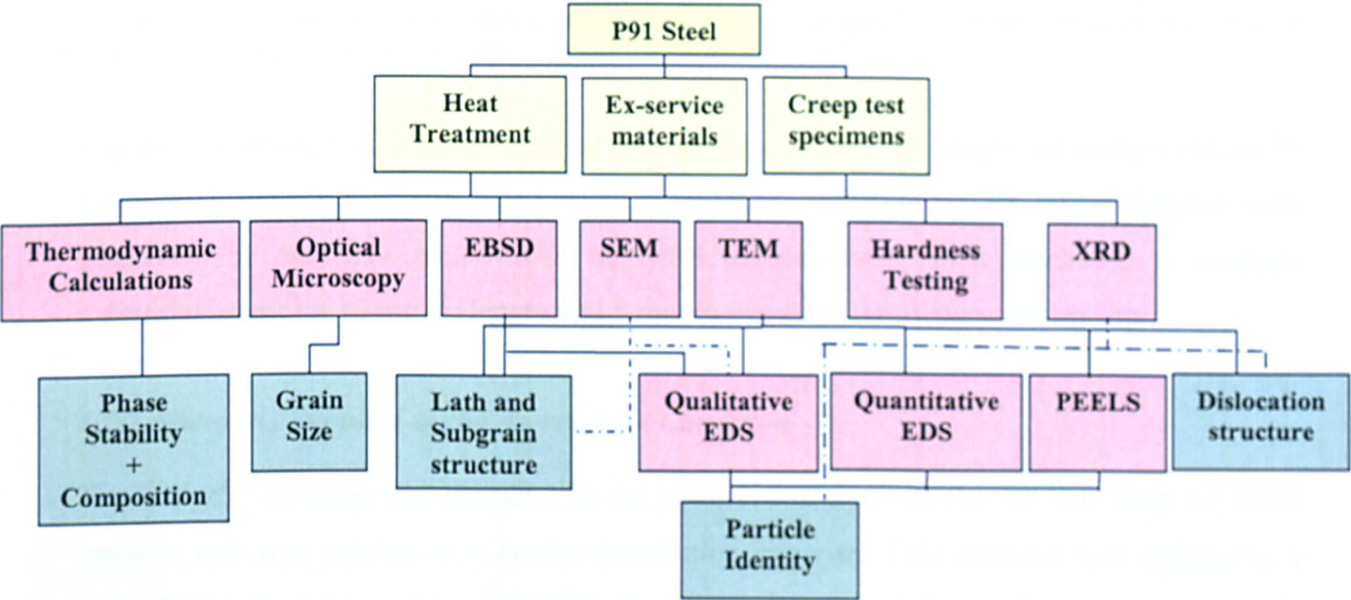 P91 Steel
Heat
Treatment
Ex-service
materials
Creep test
specimens
Thermodynamic
Calculations
Optical
Microscopy
EBSD
SEM
TEM
Hardness
Testing
XRD
Phase
Stability
+
Composition
Grain
Size
Lath and
Subgrain
structure
Qualitative
EDS
Quantitative
EDS
PEELS
Dislocation
structure
Particle
Identity